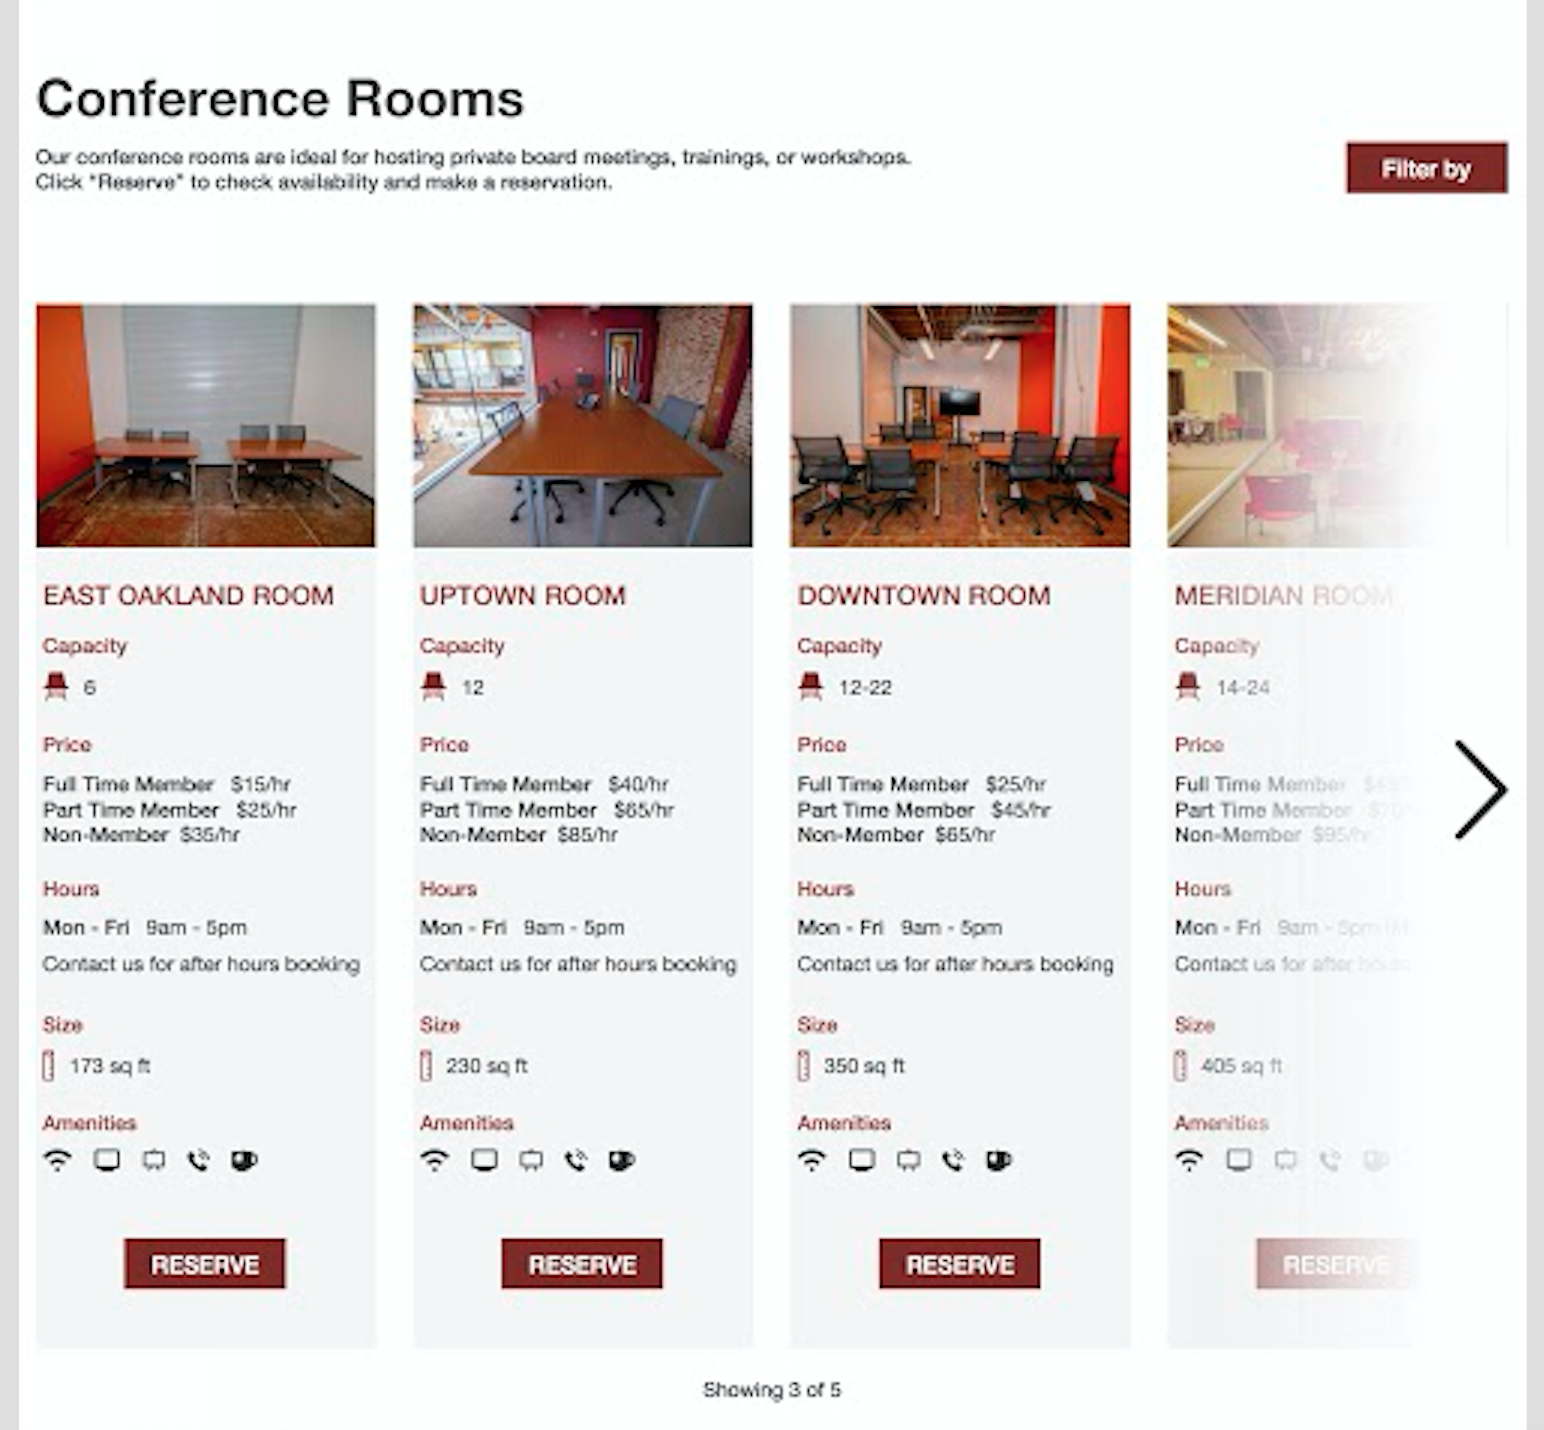 Conference Rooms
Our conference rooms are ideal for hosting private board meetings, trainings, or workshops.
Click "Reserve" to check availability and make a reservation.
Filter by
EAST OAKLAND ROOM
Capacity
6
Price
Full Time Member $15/hr
Part Time Member $25/hr
Non-Member $35/hr
Hours
Mon - Fri 9am - 5pm
Contact us for after hours booking
Size
173 sq ft
Amenities
RESERVE
UPTOWN ROOM
Capacity
12
Price
Full Time Member $40/hr
Part Time Member $65/hr
Non-Member $85/hr
Hours
Mon - Fri 9am - 5pm
Contact us for after hours booking
Size
230 sq ft
Amenities
RESERVE
DOWNTOWN ROOM
Capacity
12-22
Price
Full Time Member $25/hr
Part Time Member $45/hr
Non-Member $65/hr
Hours
Mon - Fri 9am - 5pm
Contact us for after hours booking
Size
350 sq ft
Amenities
RESERVE
MERIDIAN ROOM
Capacity
14-24
Price
Full Time Member
Part Time Member
Non-Member $95/hr
Hours
Mon - Fri 9am - 5pm
Contact us for after
Size
405 sq ft
Amenities
RESERVE
Showing 3 of 5